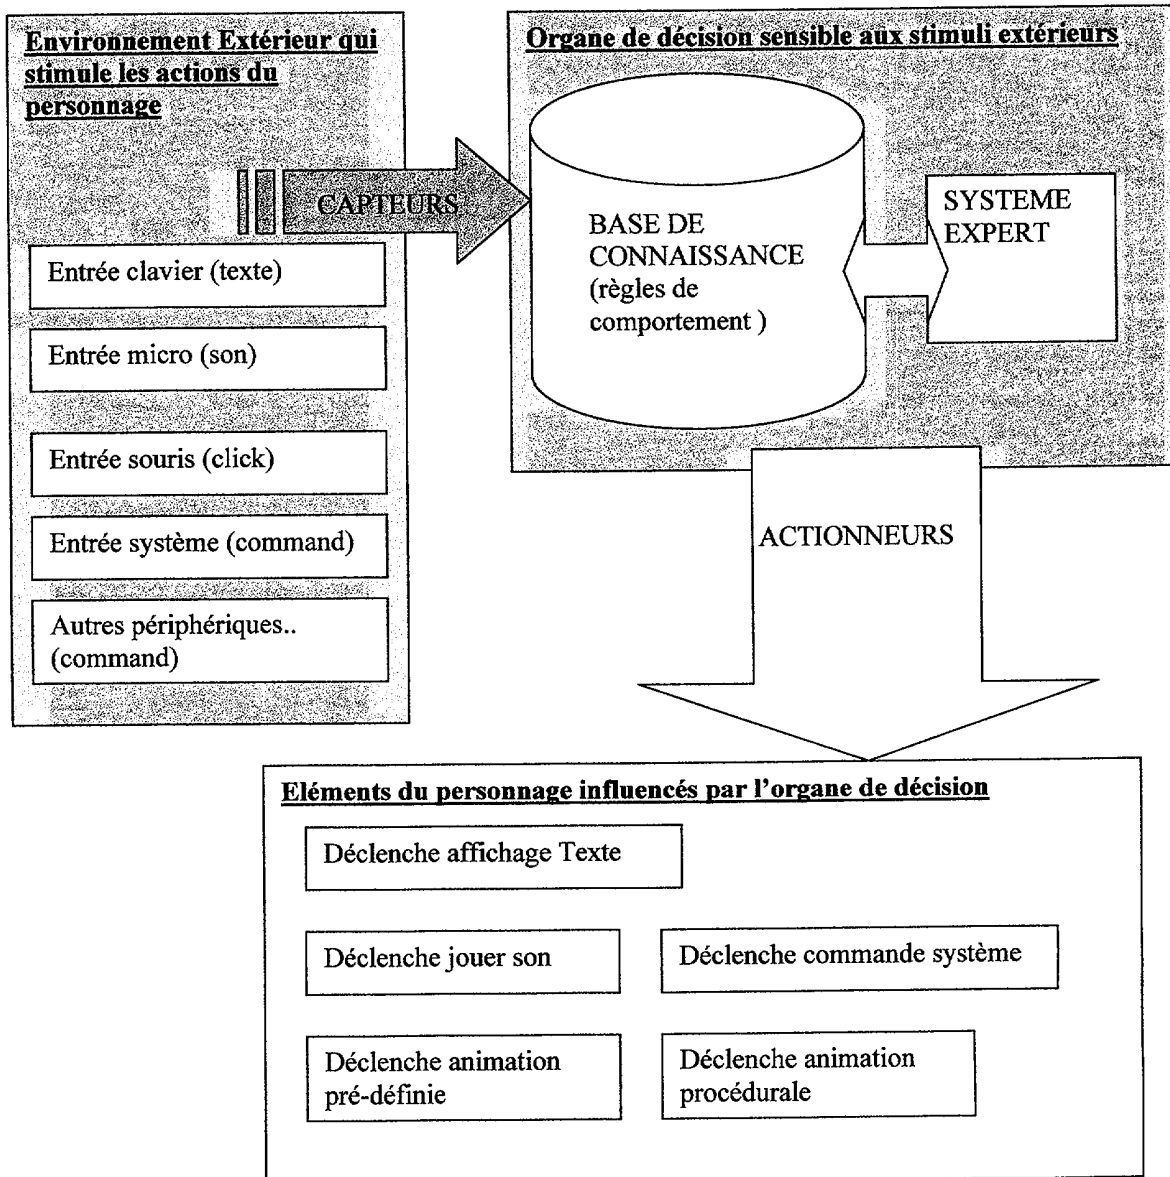 Environnement Extérieur qui
stimule les actions du
personnage
CAPTEURS
Entrée clavier (texte)
Entrée micro (son)
Entrée souris (click)
Entrée système (command)
Autres périphériques..
(command)
Organe de décision sensible aux stimuli extérieurs
BASE DE
CONNAISSANCE
(règles de
comportement )
SYSTEME
EXPERT
ACTIONNEURS
Eléments du personnage influencés par l'organe de décision
Déclenche affichage Texte
Déclenche jouer son
Déclenche commande système
Déclenche animation
pré-définie
Déclenche animation
procédurale